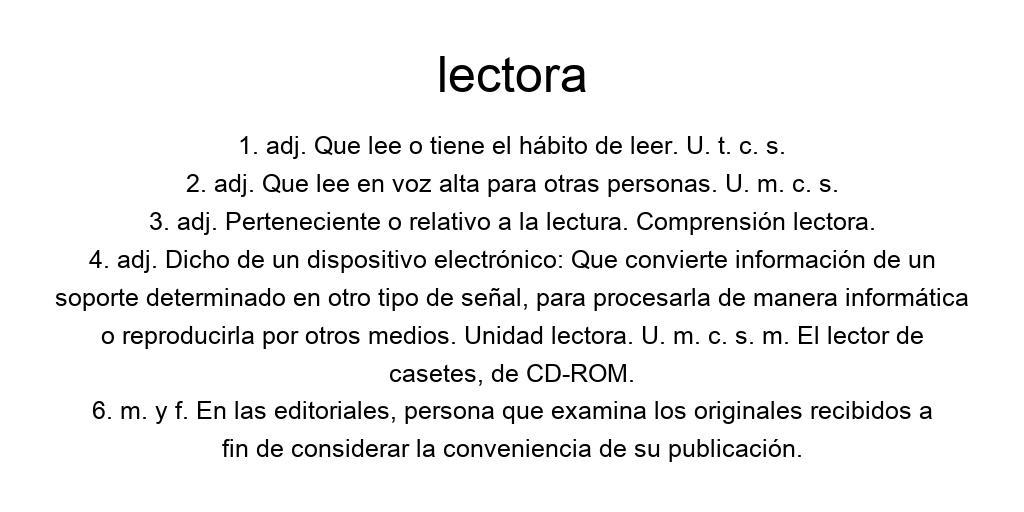 lectora
1. adj. Que lee o tiene el hábito de leer. U. t. c. s.
2. adj. Que lee en voz alta para otras personas. U. m. c. s.
3. adj. Perteneciente o relativo a la lectura. Comprensión lectora.
4. adj. Dicho de un dispositivo electrónico: Que convierte información de un
soporte determinado en otro tipo de señal, para procesarla de manera informática
o reproducirla por otros medios. Unidad lectora. U. m. c. s. m. El lector de
casetes, de CD-ROM.
6. m. y f. En las editoriales, persona que examina los originales recibidos a
fin de considerar la conveniencia de su publicación.